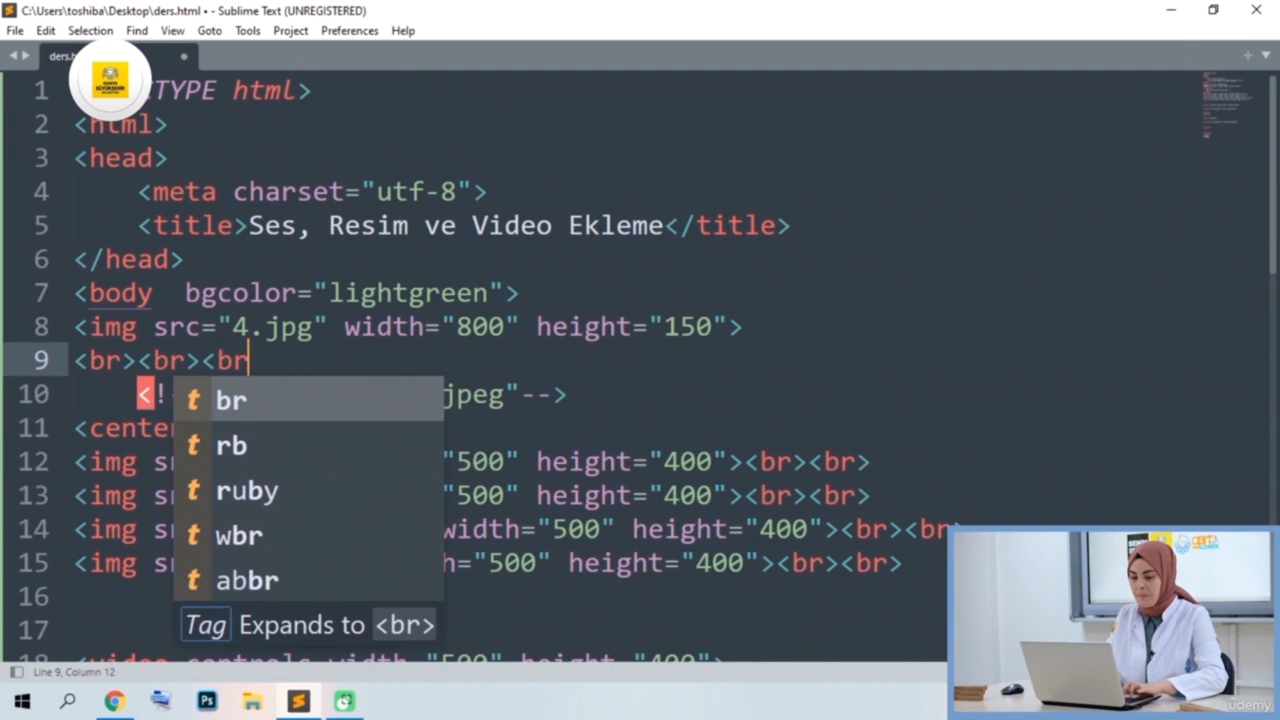 C:\Users\toshiba\Desktop\ders.html • - Sublime Text (UNREGISTERED)
File Edit Selection Find View Goto Tools Project Preferences Help
1 TYPE html>
2 <html>
3 <head>
4 <meta charset="utf-8">
5 <title>Ses, Resim ve Video Ekleme</title>
6 </head>
7 <body bgcolor="lightgreen">
8 <img src="4.jpg" width="800" height="150">
9 <br><br><br
10 <! jpeg"-->
11 <center
12 <img "500" height="400"><br><br>
13 <img "500" height="400"><br><br>
14 <img width="500" height="400"><br><br>
15 <img ="500" height="400"><br><br>
16
17
18 <video controls width="500" height="400">
t br
t rb
t ruby
t wbr
t abbr
Tag Expands to <br>
Line 9, Column 12
Ps
udemy